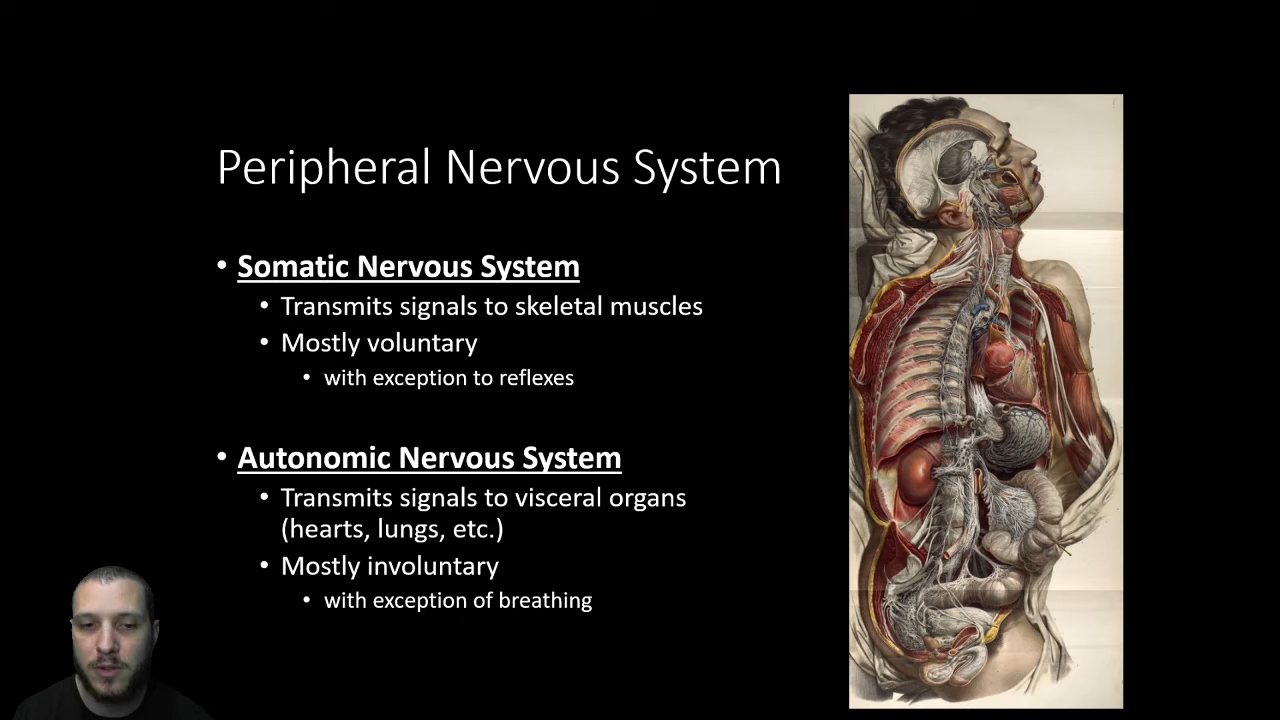 Peripheral Nervous System
• Somatic Nervous System
• Transmits signals to skeletal muscles
• Mostly voluntary
• with exception to reflexes
• Autonomic Nervous System
• Transmits signals to visceral organs
(hearts, lungs, etc.)
• Mostly involuntary
• with exception of breathing